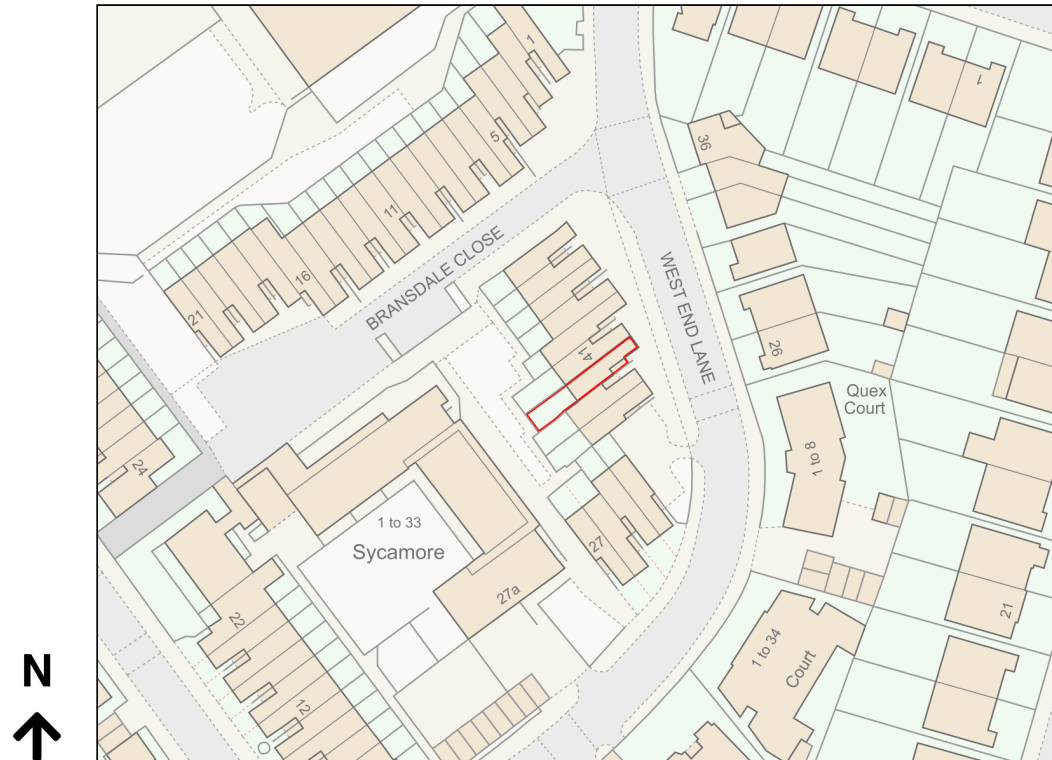 1
1
5
36
11
WEST END LANE
BRANSDALE CLOSE
16
21
41
26
Quex
Court
1 to 8
24
1 to 33
Sycamore
27
27a
21
22
1 to 34
Court
12
N